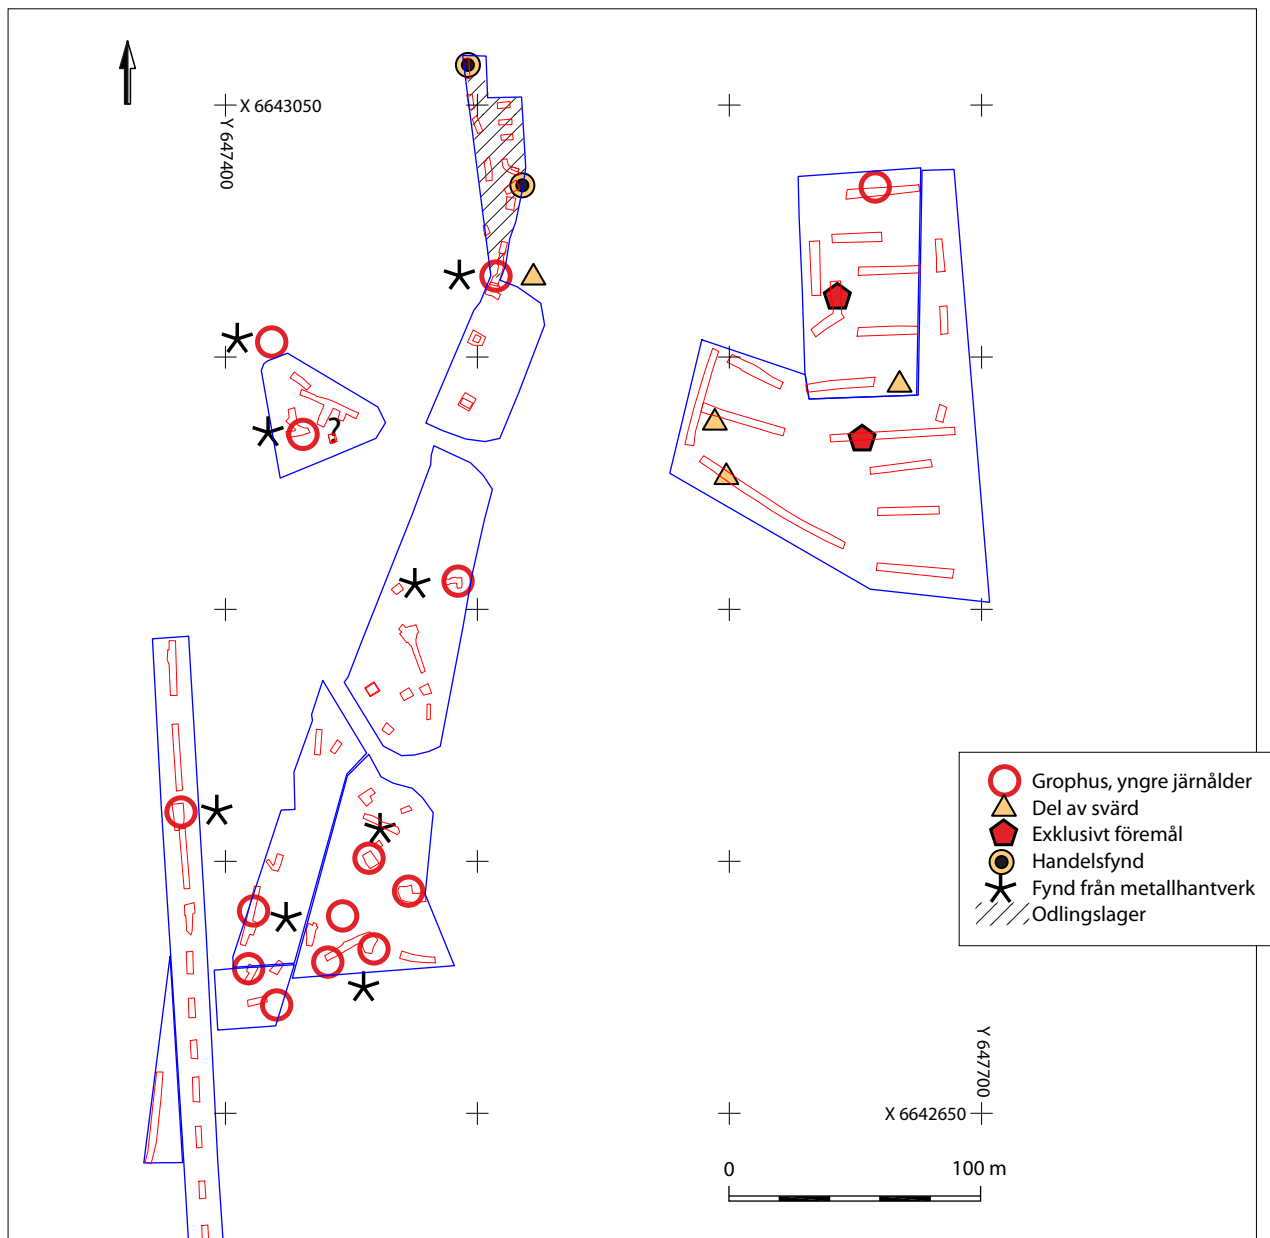 X 6643050
Y 647400
?
Grophus, yngre järnålder
Del av svärd
Exklusivt föremål
Handelsfynd
Fynd från metallhantverk
Odlingslager
Y 647700
X 6642650
0 100 m